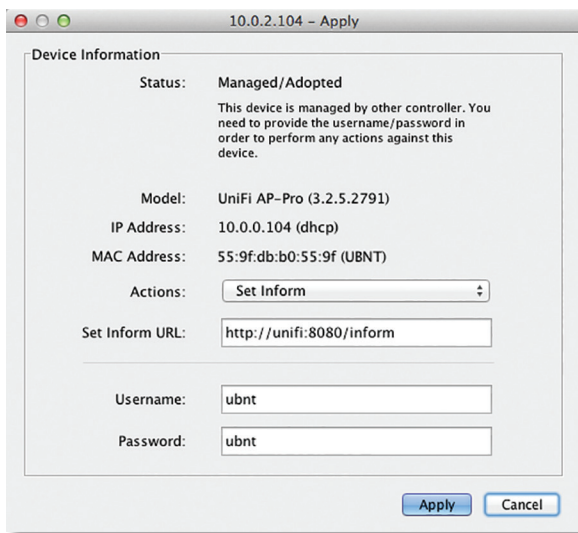 10.0.2.104 – Apply
Device Information
Status: Managed/Adopted
This device is managed by other controller. You
need to provide the username/password in
order to perform any actions against this
device.
Model: UniFi AP-Pro (3.2.5.2791)
IP Address: 10.0.0.104 (dhcp)
MAC Address: 55:9f:db:b0:55:9f (UBNT)
Actions: Set Inform
Set Inform URL: http://unifi:8080/inform
Username: ubnt
Password: ubnt
Apply Cancel